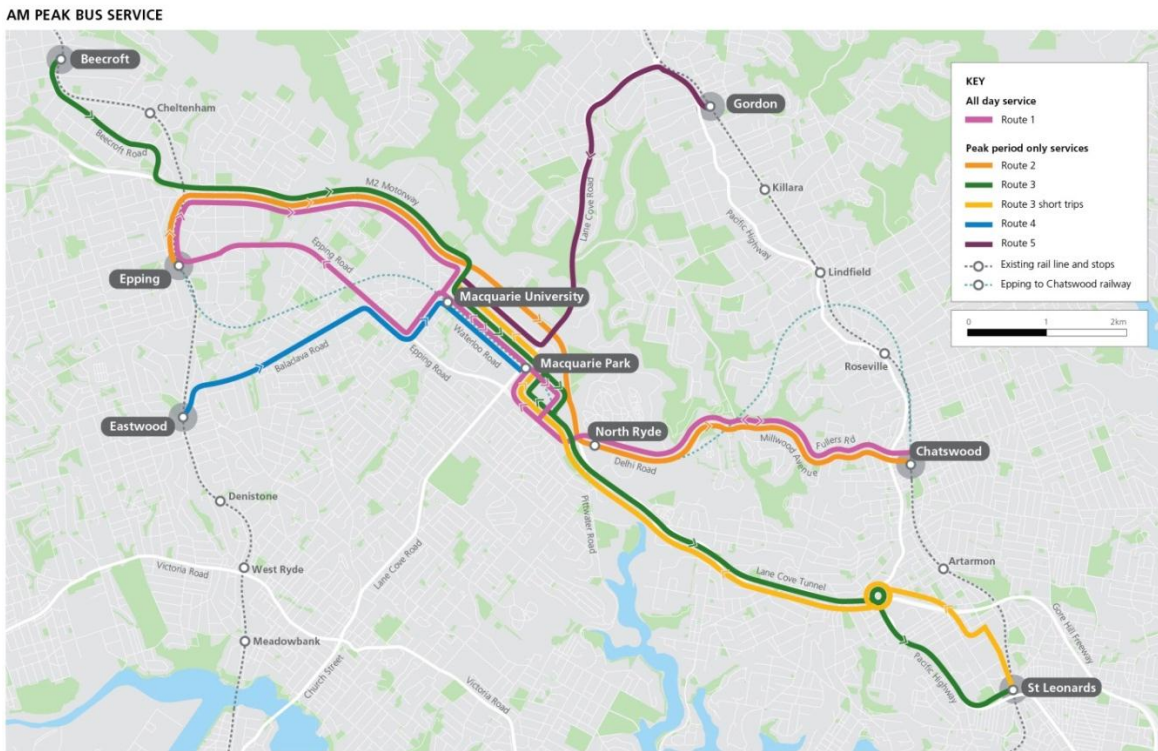 AM PEAK BUS SERVICE
Beecroft
Cheltenham
Beecroft Road
M2 Motorway
Gordon
Killara
Lane Cove Road
Pacific Highway
Lindfield
Roseville
KEY
All day service
Route 1
Peak period only services
Route 2
Route 3
Route 3 short trips
Route 4
Route 5
Existing rail line and stops
Epping to Chatswood railway
0
1
2km
Epping
Epping Road
Macquarie University
Waterloo Road
Epping Road
Balaclava Road
Macquarie Park
Eastwood
North Ryde
Delhi Road
Millwood Avenue
Fullers Rd
Chatswood
Denistone
Pittwater Road
Lane Cove Road
West Ryde
Victoria Road
Meadowbank
Church Street
Victoria Road
Lane Cove Tunnel
Artarmon
Gore Hill Freeway
Pacific Highway
St Leonards